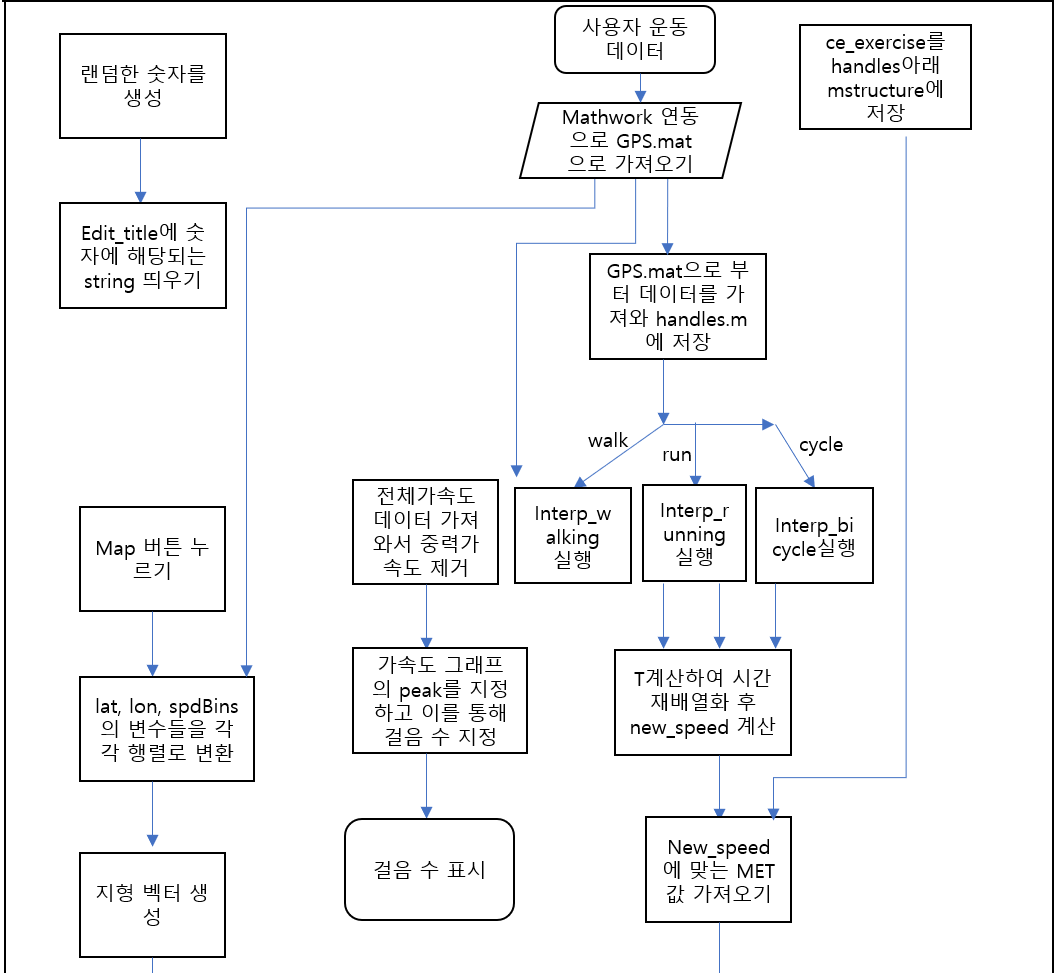 랜덤한 숫자를
생성
Edit_title에 숫
자에 해당되는
string 띄우기
사용자 운동
데이터
Mathwork 연동
으로 GPS.mat
으로 가져오기
ce_exercise를
handles아래
mstructure에
저장
GPS.mat으로 부
터 데이터를 가
져와 handles.m
에 저장
walk
run
cycle
전체가속도
데이터 가져
와서 중력가
속도 제거
Interp_w
alking
실행
Interp_r
unning
실행
Interp_bi
cycle실행
Map 버튼 누
르기
lat, lon, spdBins
의 변수들을 각
각 행렬로 변환
가속도 그래프
의 peak를 지정
하고 이를 통해
걸음 수 지정
T계산하여 시간
재배열화 후
new_speed 계산
지형 벡터 생
성
걸음 수 표시
New_speed
에 맞는 MET
값 가져오기